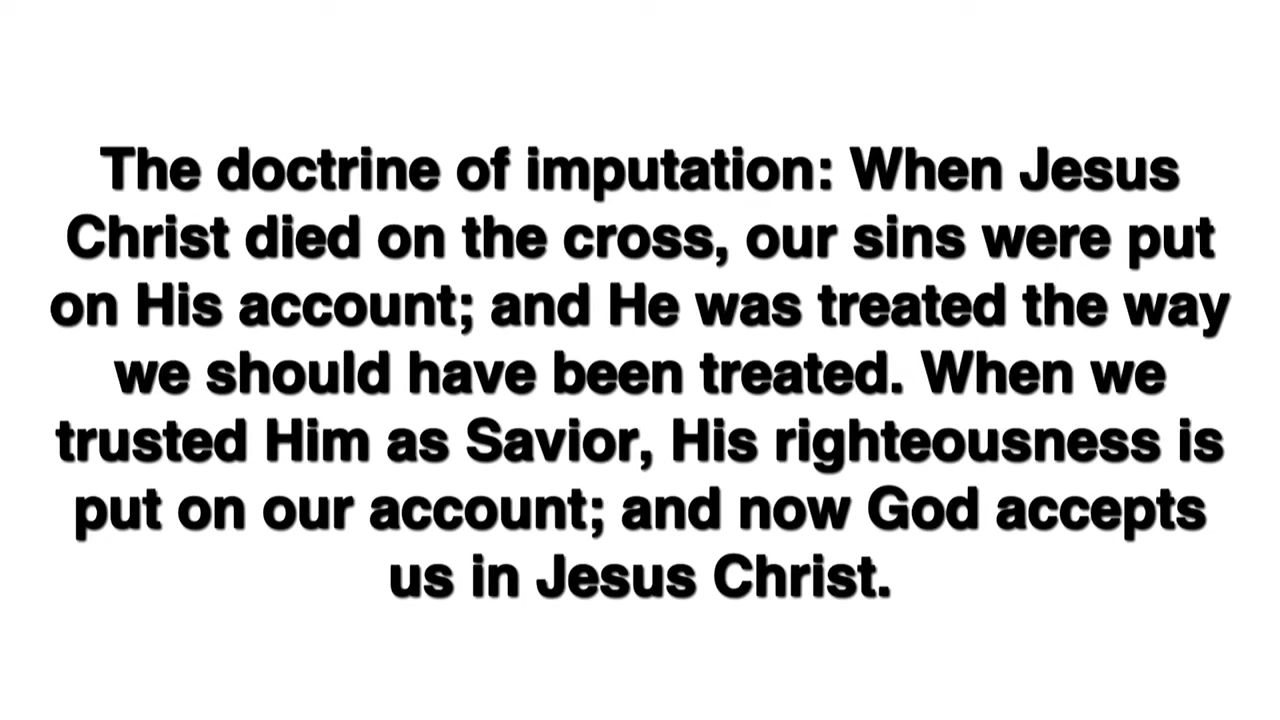 The doctrine of imputation: When Jesus
Christ died on the cross, our sins were put
on His account; and He was treated the way
we should have been treated. When we
trusted Him as Savior, His righteousness is
put on our account; and now God accepts
us in Jesus Christ.